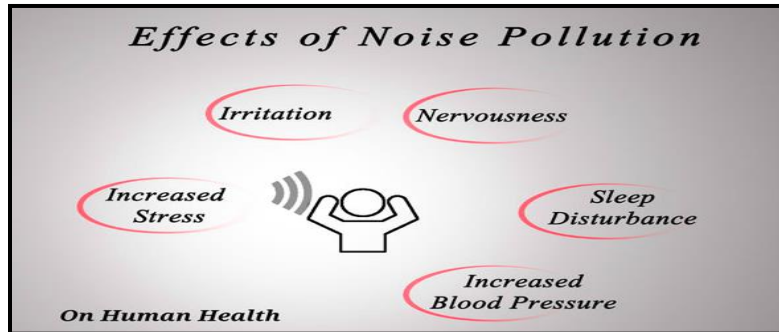 Effects of Noise Pollution
Irritation
Nervousness
Increased
Stress
Sleep
Disturbance
Increased
Blood Pressure
On Human Health